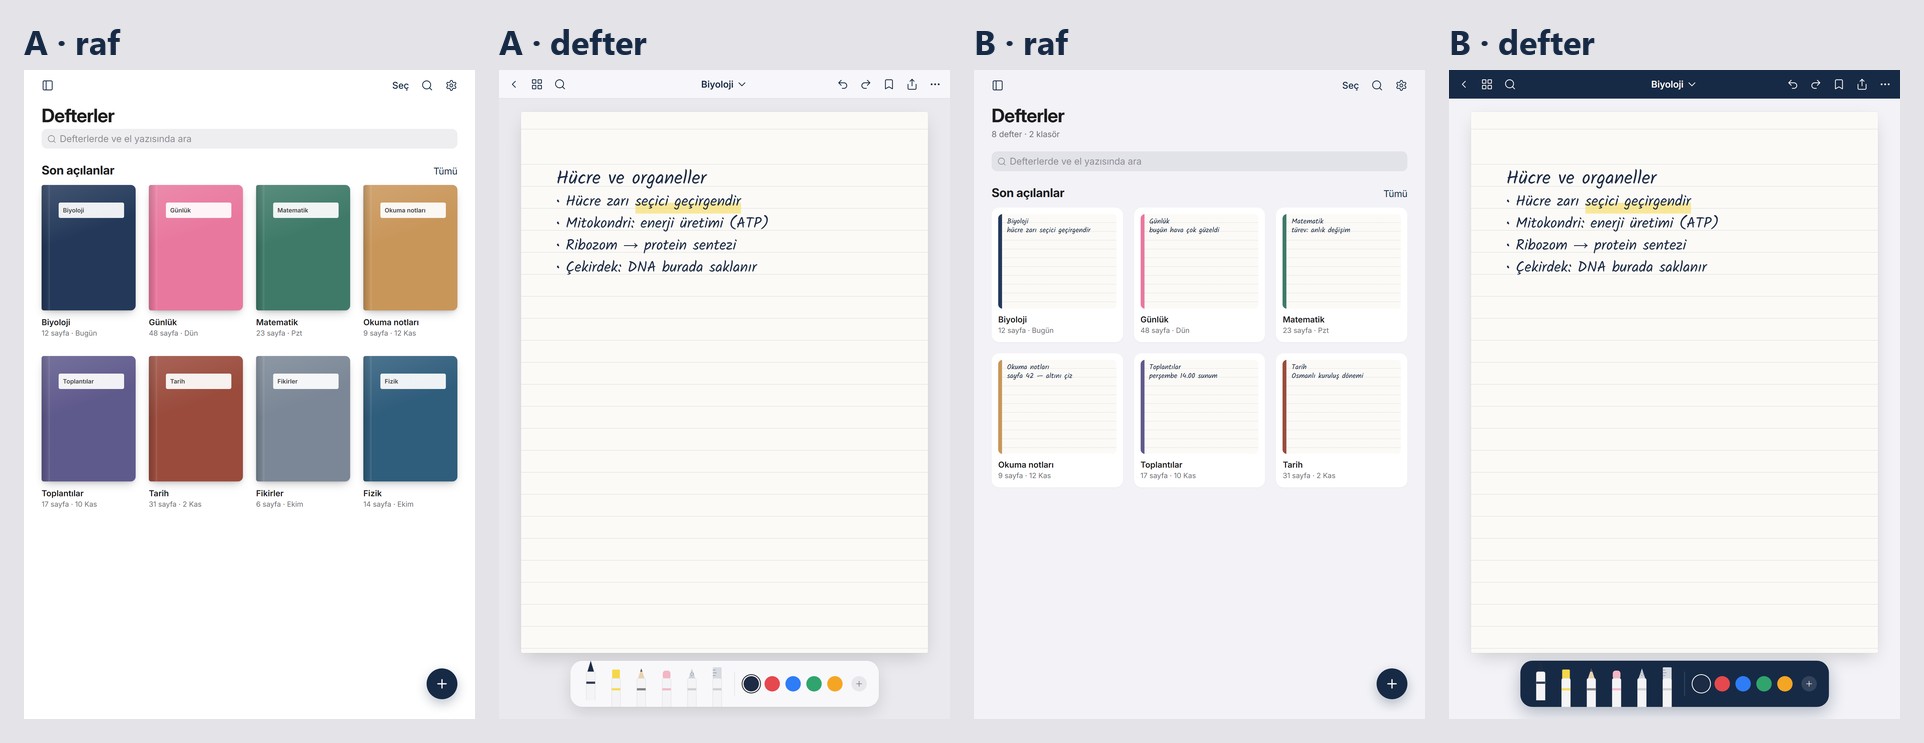 A · raf
Seç
Defterler
Defterlerde ve el yazısında ara
Son açılanlar
Tümü
Biyoloji
Günlük
Matematik
Okuma notları
Biyoloji
12 sayfa · Bugün
Günlük
48 sayfa · Dün
Matematik
23 sayfa · Pzt
Okuma notları
9 sayfa · 12 Kas
Toplantılar
Tarih
Fikirler
Fizik
Toplantılar
17 sayfa · 10 Kas
Tarih
31 sayfa · 2 Kas
Fikirler
6 sayfa · Ekim
Fizik
14 sayfa · Ekim
A · defter
Biyoloji
Hücre ve organeller
· Hücre zarı seçici geçirgendir
· Mitokondri: enerji üretimi (ATP)
· Ribozom → protein sentezi
· Çekirdek: DNA burada saklanır
B · raf
Seç
Defterler
8 defter · 2 klasör
Defterlerde ve el yazısında ara
Son açılanlar
Tümü
Biyoloji
hücre zarı seçici geçirgendir
Biyoloji
12 sayfa · Bugün
Günlük
bugün hava çok güzeldi
Günlük
48 sayfa · Dün
Matematik
türev: anlık değişim
Matematik
23 sayfa · Pzt
Okuma notları
sayfa 42 — altını çiz
Okuma notları
9 sayfa · 12 Kas
Toplantılar
perşembe 14.00 sunum
Toplantılar
17 sayfa · 10 Kas
Tarih
Osmanlı kuruluş dönemi
Tarih
31 sayfa · 2 Kas
B · defter
Biyoloji
Hücre ve organeller
· Hücre zarı seçici geçirgendir
· Mitokondri: enerji üretimi (ATP)
· Ribozom → protein sentezi
· Çekirdek: DNA burada saklanır